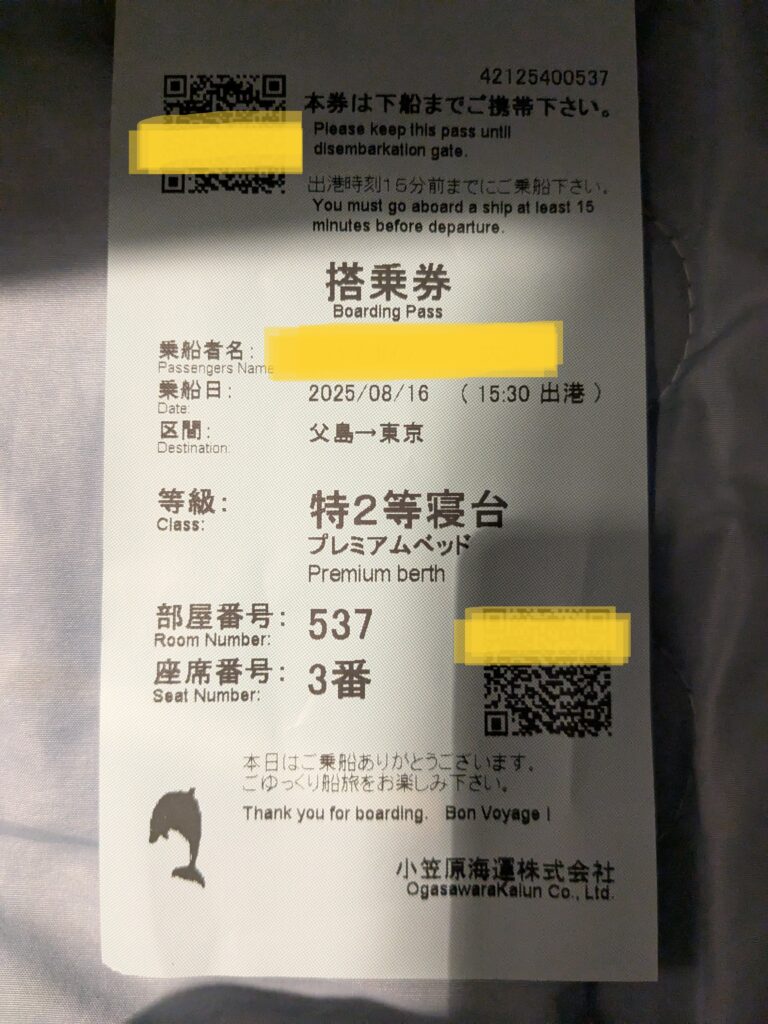 42125400537
本券は下船までご携帯下さい。
Please keep this pass until
disembarkation gate.
出港時刻15分前までにご乗船下さい。
You must go aboard a ship at least 15
minutes before departure.
搭乗券
Boarding Pass
乗船者名:
Passengers Name
乗船日: 2025/08/16 ( 15:30 出港 )
Date:
区間: 父島→東京
Destination:
等級: 特2等寝台
Class: プレミアムベッド
Premium berth
部屋番号: 537
Room Number:
座席番号: 3番
Seat Number:
本日はご乗船ありがとうございます。
ごゆっくり船旅をお楽しみ下さい。
Thank you for boarding. Bon Voyage !
小笠原海運株式会社
OgasawaraKaiun Co., Ltd.